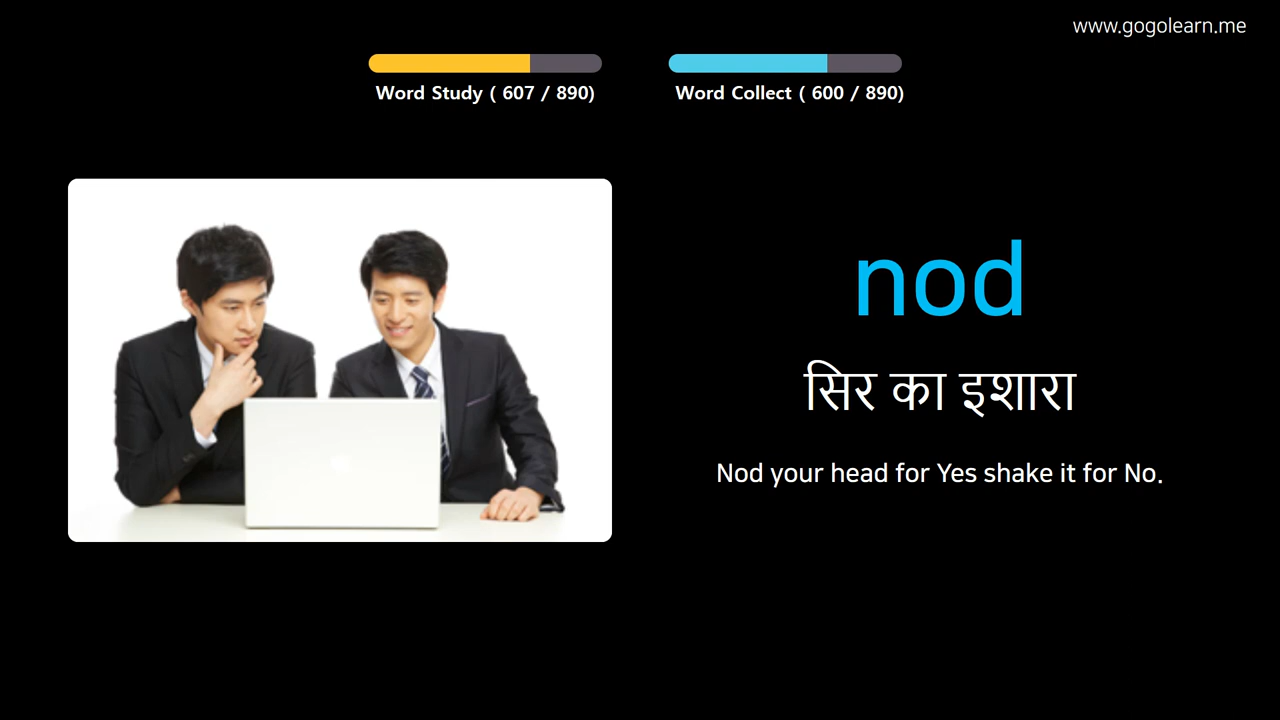 www.gogolearn.me
Word Study ( 607 / 890)
Word Collect ( 600 / 890)
nod
सिर का इशारा
Nod your head for Yes shake it for No.